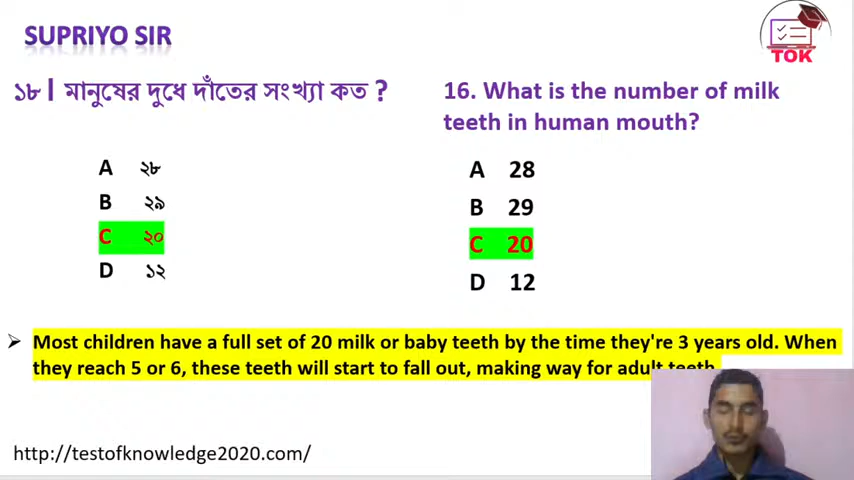 SUPRIYO SIR
TOK
১৮। মানুষের দুধে দাঁতের সংখ্যা কত ?
A ২৮
B ২৯
C ২০
D ১২
16. What is the number of milk
teeth in human mouth?
A 28
B 29
C 20
D 12
Most children have a full set of 20 milk or baby teeth by the time they're 3 years old. When
they reach 5 or 6, these teeth will start to fall out, making way for adult teeth.
http://testofknowledge2020.com/